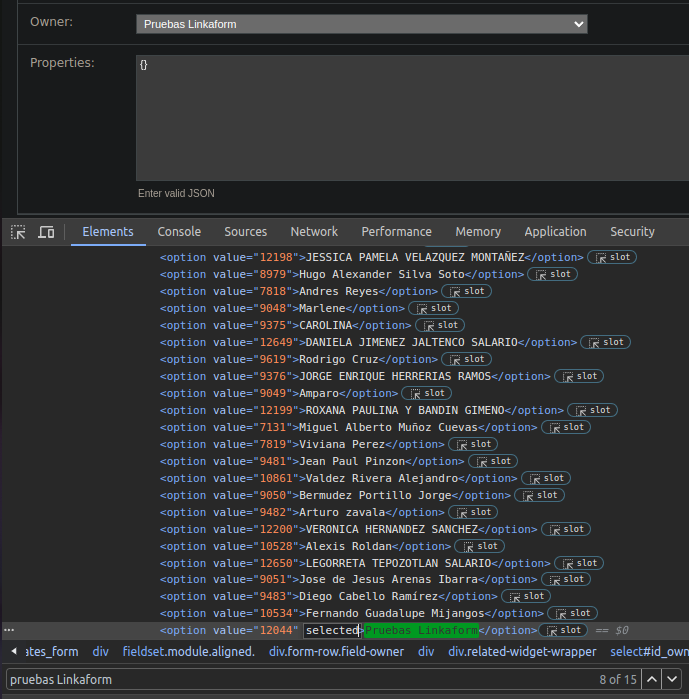 Owner:
Pruebas Linkaform
Properties:
{}
Enter valid JSON
Elements Console Sources Network Performance Memory Application Security
<option value="12198">JESSICA PAMELA VELAZQUEZ MONTAÑEZ</option> slot
<option value="8979">Hugo Alexander Silva Soto</option> slot
<option value="7818">Andres Reyes</option> slot
<option value="9048">Marlene</option> slot
<option value="9375">CAROLINA</option> slot
<option value="12649">DANIELA JIMENEZ JALTENCO SALARIO</option> slot
<option value="9619">Rodrigo Cruz</option> slot
<option value="9376">JORGE ENRIQUE HERRERIAS RAMOS</option> slot
<option value="9049">Amparo</option> slot
<option value="12199">ROXANA PAULINA Y BANDIN GIMENO</option> slot
<option value="7131">Miguel Alberto Muñoz Cuevas</option> slot
<option value="7819">Viviana Perez</option> slot
<option value="9481">Jean Paul Pinzon</option> slot
<option value="10861">Valdez Rivera Alejandro</option> slot
<option value="9050">Bermudez Portillo Jorge</option> slot
<option value="9482">Arturo zavala</option> slot
<option value="12200">VERONICA HERNANDEZ SANCHEZ</option> slot
<option value="10528">Alexis Roldan</option> slot
<option value="12650">LEGORRETA TEPOZOTLAN SALARIO</option> slot
<option value="9051">Jose de Jesus Arenas Ibarra</option> slot
<option value="9483">Diego Cabello Ramírez</option> slot
<option value="10534">Fernando Guadalupe Mijangos</option> slot
… <option value="12044" selected>Pruebas Linkaform</option> slot == $0
ates_form div fieldset.module.aligned. div.form-row.field-owner div div.related-widget-wrapper select#id_own
pruebas Linkaform 8 of 15